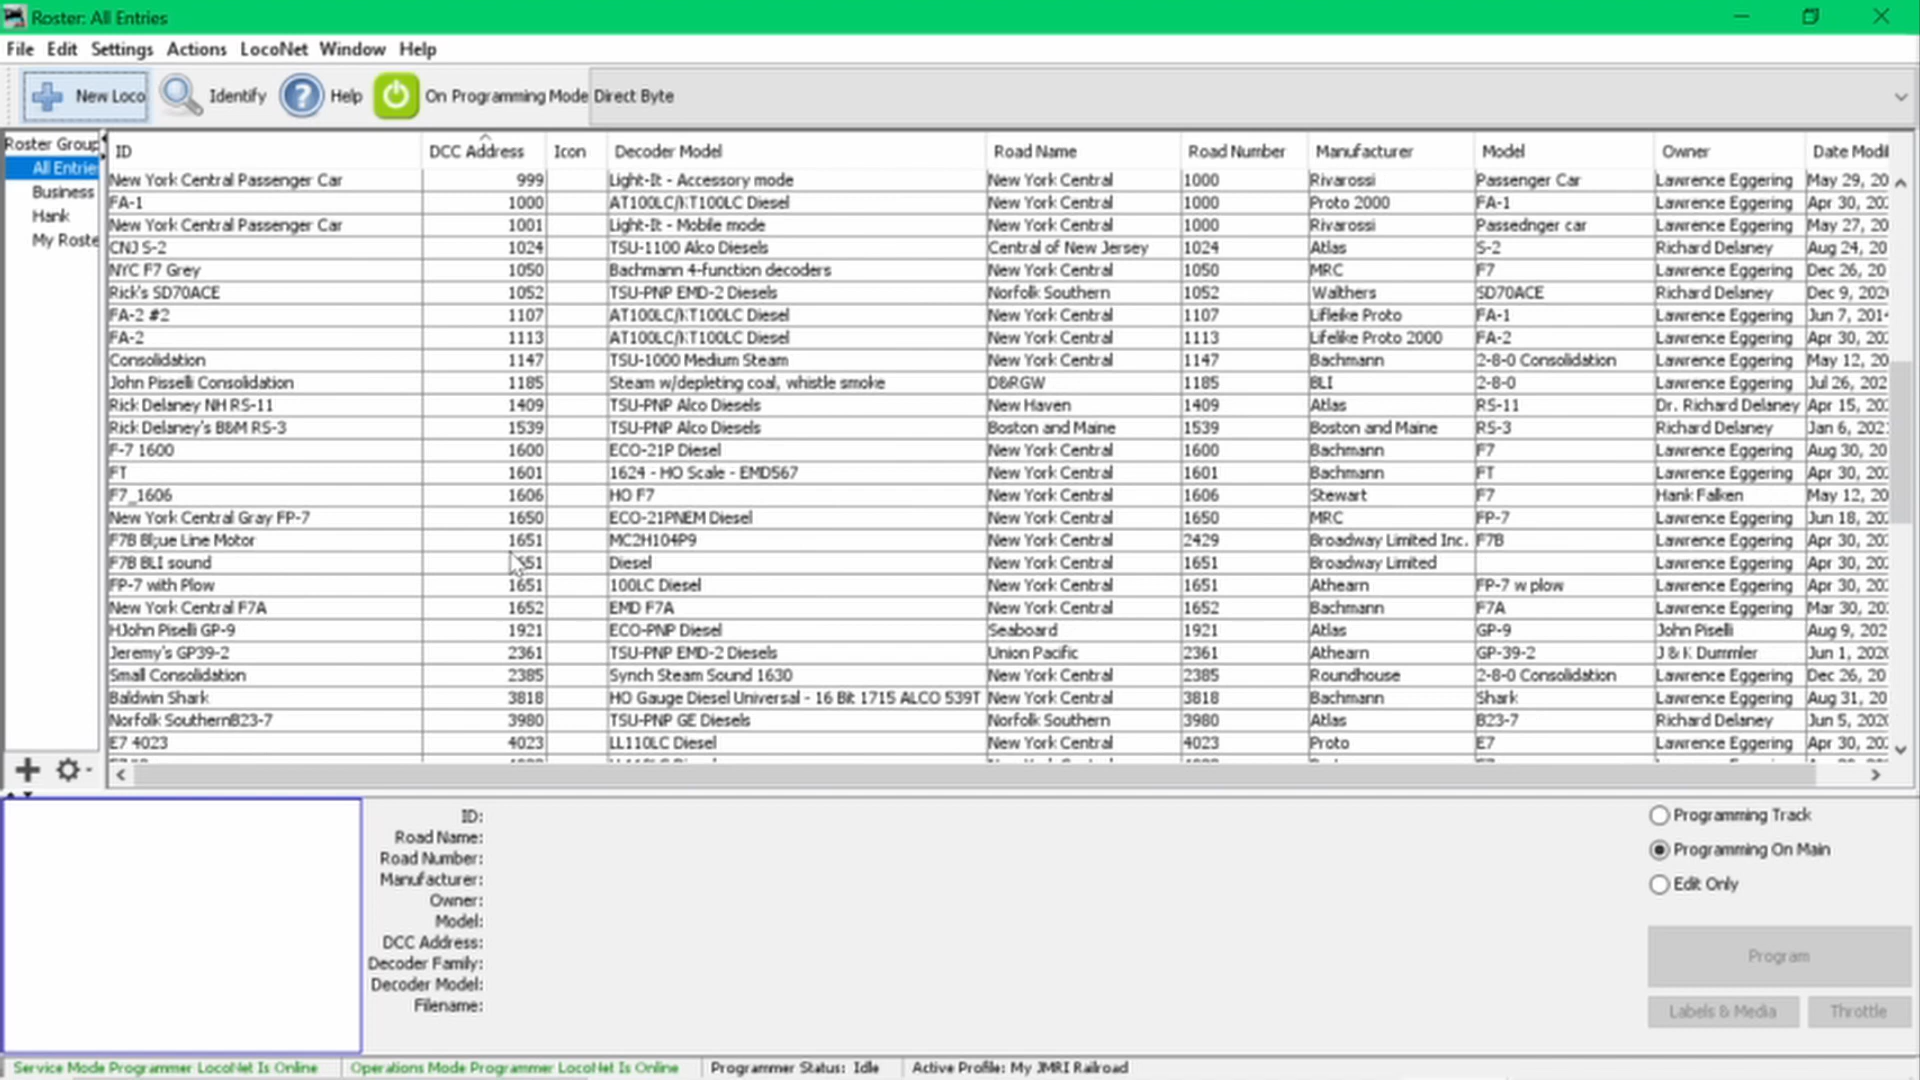 Roster: All Entries
File Edit Settings Actions LocoNet Window Help
New Loco Identify Help On Programming Mode Direct Byte
Roster Group
All Entrie
Business
Hank
My Roste
ID DCC Address Icon Decoder Model Road Name Road Number Manufacturer Model Owner Date Modi
New York Central Passenger Car 999 Light-It - Accessory mode New York Central 1000 Rivarossi Passenger Car Lawrence Eggering May 29, 20
FA-1 1000 AT100LC/KT100LC Diesel New York Central 1000 Proto 2000 FA-1 Lawrence Eggering Apr 30, 20
New York Central Passenger Car 1001 Light-It - Mobile mode New York Central 1000 Rivarossi Passednger car Lawrence Eggering May 27, 20
CNJ S-2 1024 TSU-1100 Alco Diesels Central of New Jersey 1024 Atlas S-2 Richard Delaney Aug 24, 20
NYC F7 Grey 1050 Bachmann 4-function decoders New York Central 1050 MRC F7 Lawrence Eggering Dec 26, 20
Rick's SD70ACE 1052 TSU-PNP EMD-2 Diesels Norfolk Southern 1052 Walthers SD70ACE Richard Delaney Dec 9, 202
FA-2 #2 1107 AT100LC/KT100LC Diesel New York Central 1107 Lifleike Proto FA-1 Lawrence Eggering Jun 7, 201
FA-2 1113 AT100LC/KT100LC Diesel New York Central 1113 Lifelike Proto 2000 FA-2 Lawrence Eggering Apr 30, 20
Consolidation 1147 TSU-1000 Medium Steam New York Central 1147 Bachmann 2-8-0 Consolidation Lawrence Eggering May 12, 20
John Pisselli Consolidation 1185 Steam w/depleting coal, whistle smoke D&RGW 1185 BLI 2-8-0 Lawrence Eggering Jul 26, 202
Rick Delaney NH RS-11 1409 TSU-PNP Alco Diesels New Haven 1409 Atlas RS-11 Dr. Richard Delaney Apr 15, 20
Rick Delaney's B&M RS-3 1539 TSU-PNP Alco Diesels Boston and Maine 1539 Boston and Maine RS-3 Richard Delaney Jan 6, 202
F-7 1600 1600 ECO-21P Diesel New York Central 1600 Bachmann F7 Lawrence Eggering Aug 30, 20
FT 1601 1624 - HO Scale - EMD567 New York Central 1601 Bachmann FT Lawrence Eggering Apr 30, 20
F7_1606 1606 HO F7 New York Central 1606 Stewart F7 Hank Falken May 12, 20
New York Central Gray FP-7 1650 ECO-21PNEM Diesel New York Central 1650 MRC FP-7 Lawrence Eggering Jun 18, 20
F7B Bl;ue Line Motor 1651 MC2H104P9 New York Central 2429 Broadway Limited Inc. F7B Lawrence Eggering Apr 30, 20
F7B BLI sound 51 Diesel New York Central 1651 Broadway Limited Lawrence Eggering Apr 30, 20
FP-7 with Plow 1651 100LC Diesel New York Central 1651 Athearn FP-7 w plow Lawrence Eggering Apr 30, 20
New York Central F7A 1652 EMD F7A New York Central 1652 Bachmann F7A Lawrence Eggering Mar 30, 20
HJohn Piselli GP-9 1921 ECO-PNP Diesel Seaboard 1921 Atlas GP-9 John Piselli Aug 9, 202
Jeremy's GP39-2 2361 TSU-PNP EMD-2 Diesels Union Pacific 2361 Athearn GP-39-2 J & K Dummler Jun 1, 202
Small Consolidation 2385 Synch Steam Sound 1630 New York Central 2385 Roundhouse 2-8-0 Consolidation Lawrence Eggering Dec 26, 20
Baldwin Shark 3818 HO Gauge Diesel Universal - 16 Bit 1715 ALCO 539T New York Central 3818 Bachmann Shark Lawrence Eggering Aug 31, 20
Norfolk SouthernB23-7 3980 TSU-PNP GE Diesels Norfolk Southern 3980 Atlas B23-7 Richard Delaney Jun 5, 202
E7 4023 4023 LL110LC Diesel New York Central 4023 Proto E7 Lawrence Eggering Apr 30, 20
ID:
Road Name:
Road Number:
Manufacturer:
Owner:
Model:
DCC Address:
Decoder Family:
Decoder Model:
Filename:
Programming Track
Programming On Main
Edit Only
Program
Labels & Media Throttle
Service Mode Programmer LocoNet Is Online Operations Mode Programmer LocoNet Is Online Programmer Status: Idle Active Profile: My JMRI Railroad